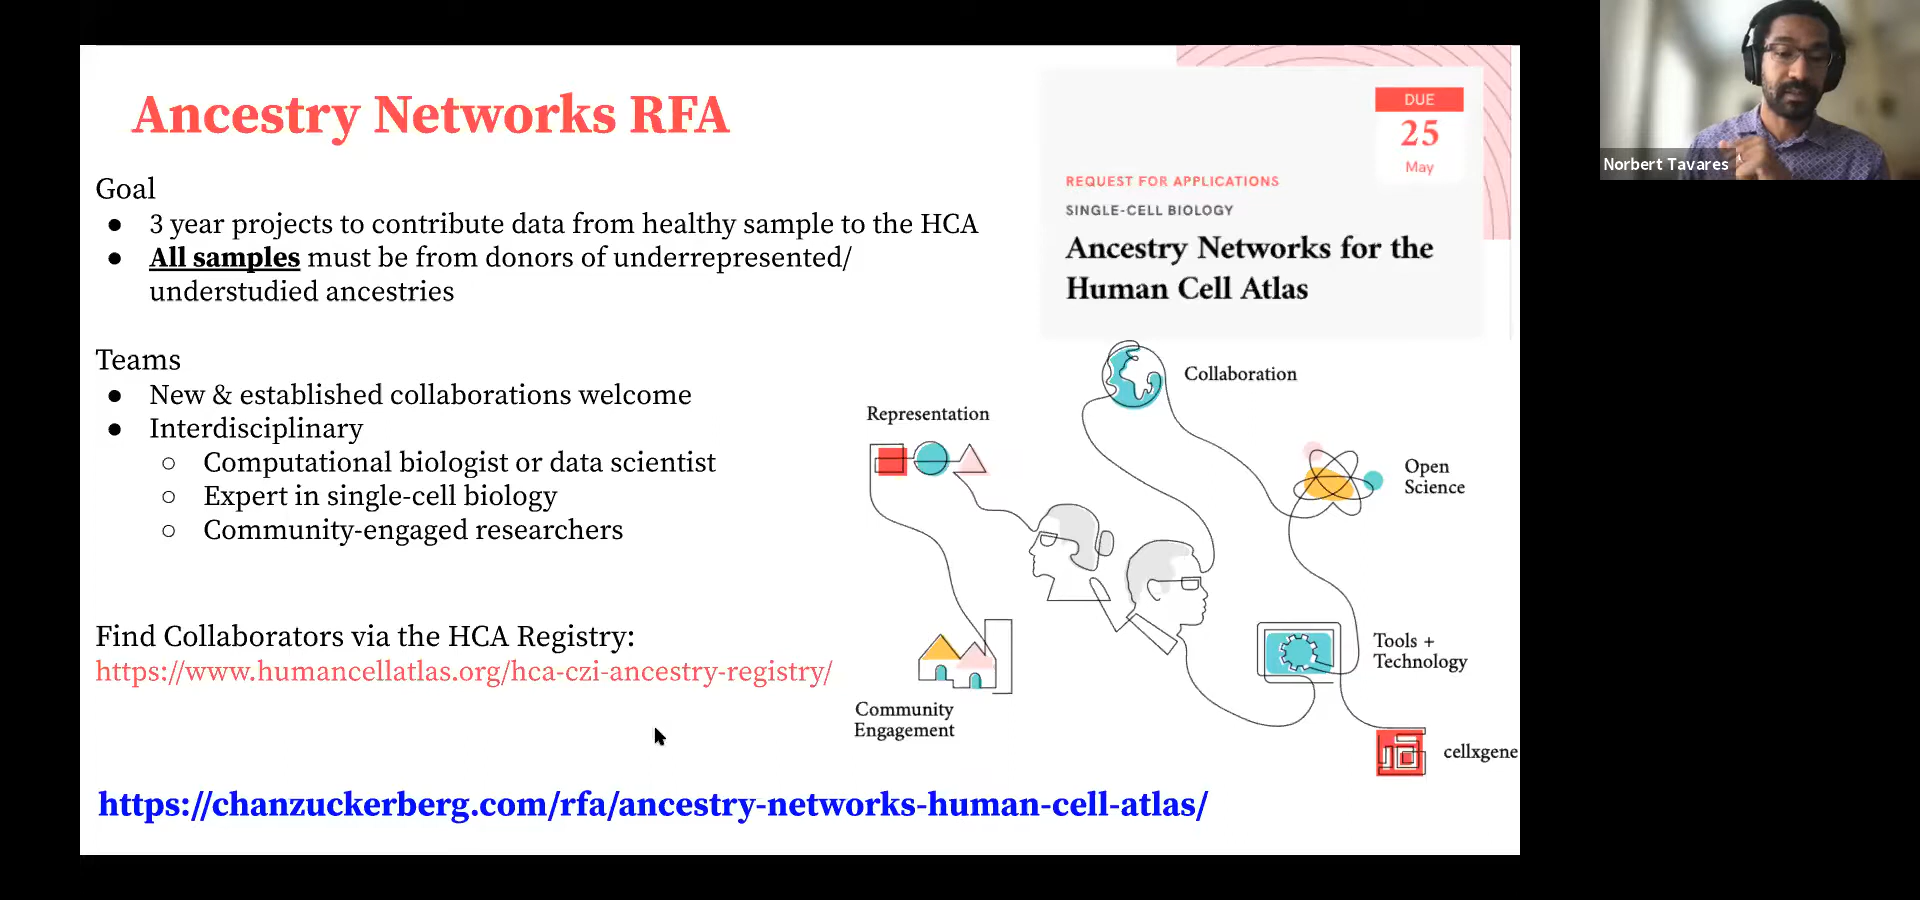 Ancestry Networks RFA
Goal
● 3 year projects to contribute data from healthy sample to the HCA
● All samples must be from donors of underrepresented/
understudied ancestries
Teams
● New & established collaborations welcome
● Interdisciplinary
○ Computational biologist or data scientist
○ Expert in single-cell biology
○ Community-engaged researchers
Find Collaborators via the HCA Registry:
https://www.humancellatlas.org/hca-czi-ancestry-registry/
https://chanzuckerberg.com/rfa/ancestry-networks-human-cell-atlas/
DUE
25
May
REQUEST FOR APPLICATIONS
SINGLE-CELL BIOLOGY
Ancestry Networks for the
Human Cell Atlas
Collaboration
Representation
Open
Science
Tools +
Technology
Community
Engagement
cellxgene
Norbert Tavares